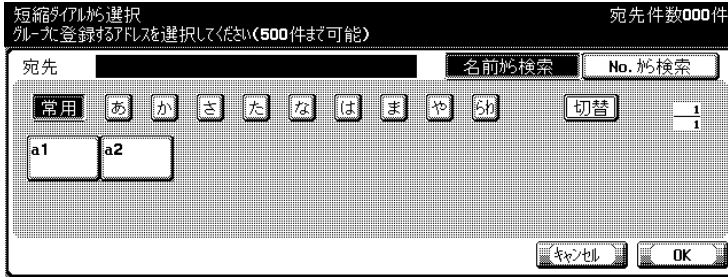 短縮ダイアルから選択 宛先件数000件
グループに登録するアドレスを選択してください(500件まで可能)
宛先 名前から検索 No.から検索
常用 あ か さ た な は ま や らわ 切替 1
1
a1 a2
キャンセル OK